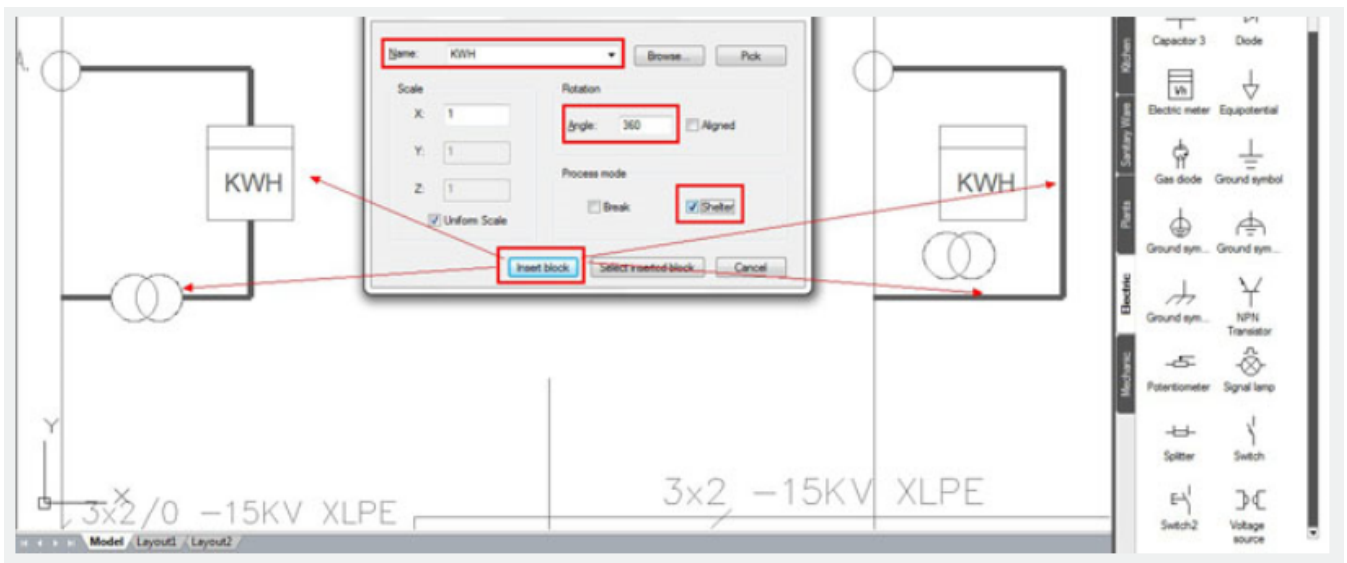 Name:
KWH
Browse...
Pick
Scale
X:
1
Y:
1
Z:
1
Uniform Scale
Rotation
Angle:
360
Aligned
Process mode
Break
Shelter
Insert block
Select inserted block
Cancel
KWH
KWH
3x2/0 -15KV XLPE
3x2 -15KV XLPE
Y
X
Model
Layout1
Layout2
Kitchen
Sanitary Ware
Plants
Electric
Mechanic
Capacitor 3
Diode
Vh
Electric meter
Equipotential
Gas diode
Ground symbol
Ground sym...
Ground sym...
Ground sym...
NPN
Transistor
Potentiometer
Signal lamp
Splitter
Switch
Switch2
Voltage
source